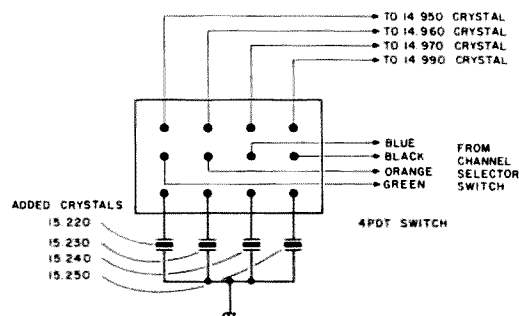 TO 14.950 CRYSTAL
TO 14.960 CRYSTAL
TO 14.970 CRYSTAL
TO 14.990 CRYSTAL
BLUE
BLACK
ORANGE
GREEN
FROM
CHANNEL
SELECTOR
SWITCH
4PDT SWITCH
ADDED CRYSTALS
15.220
15.230
15.240
15.250